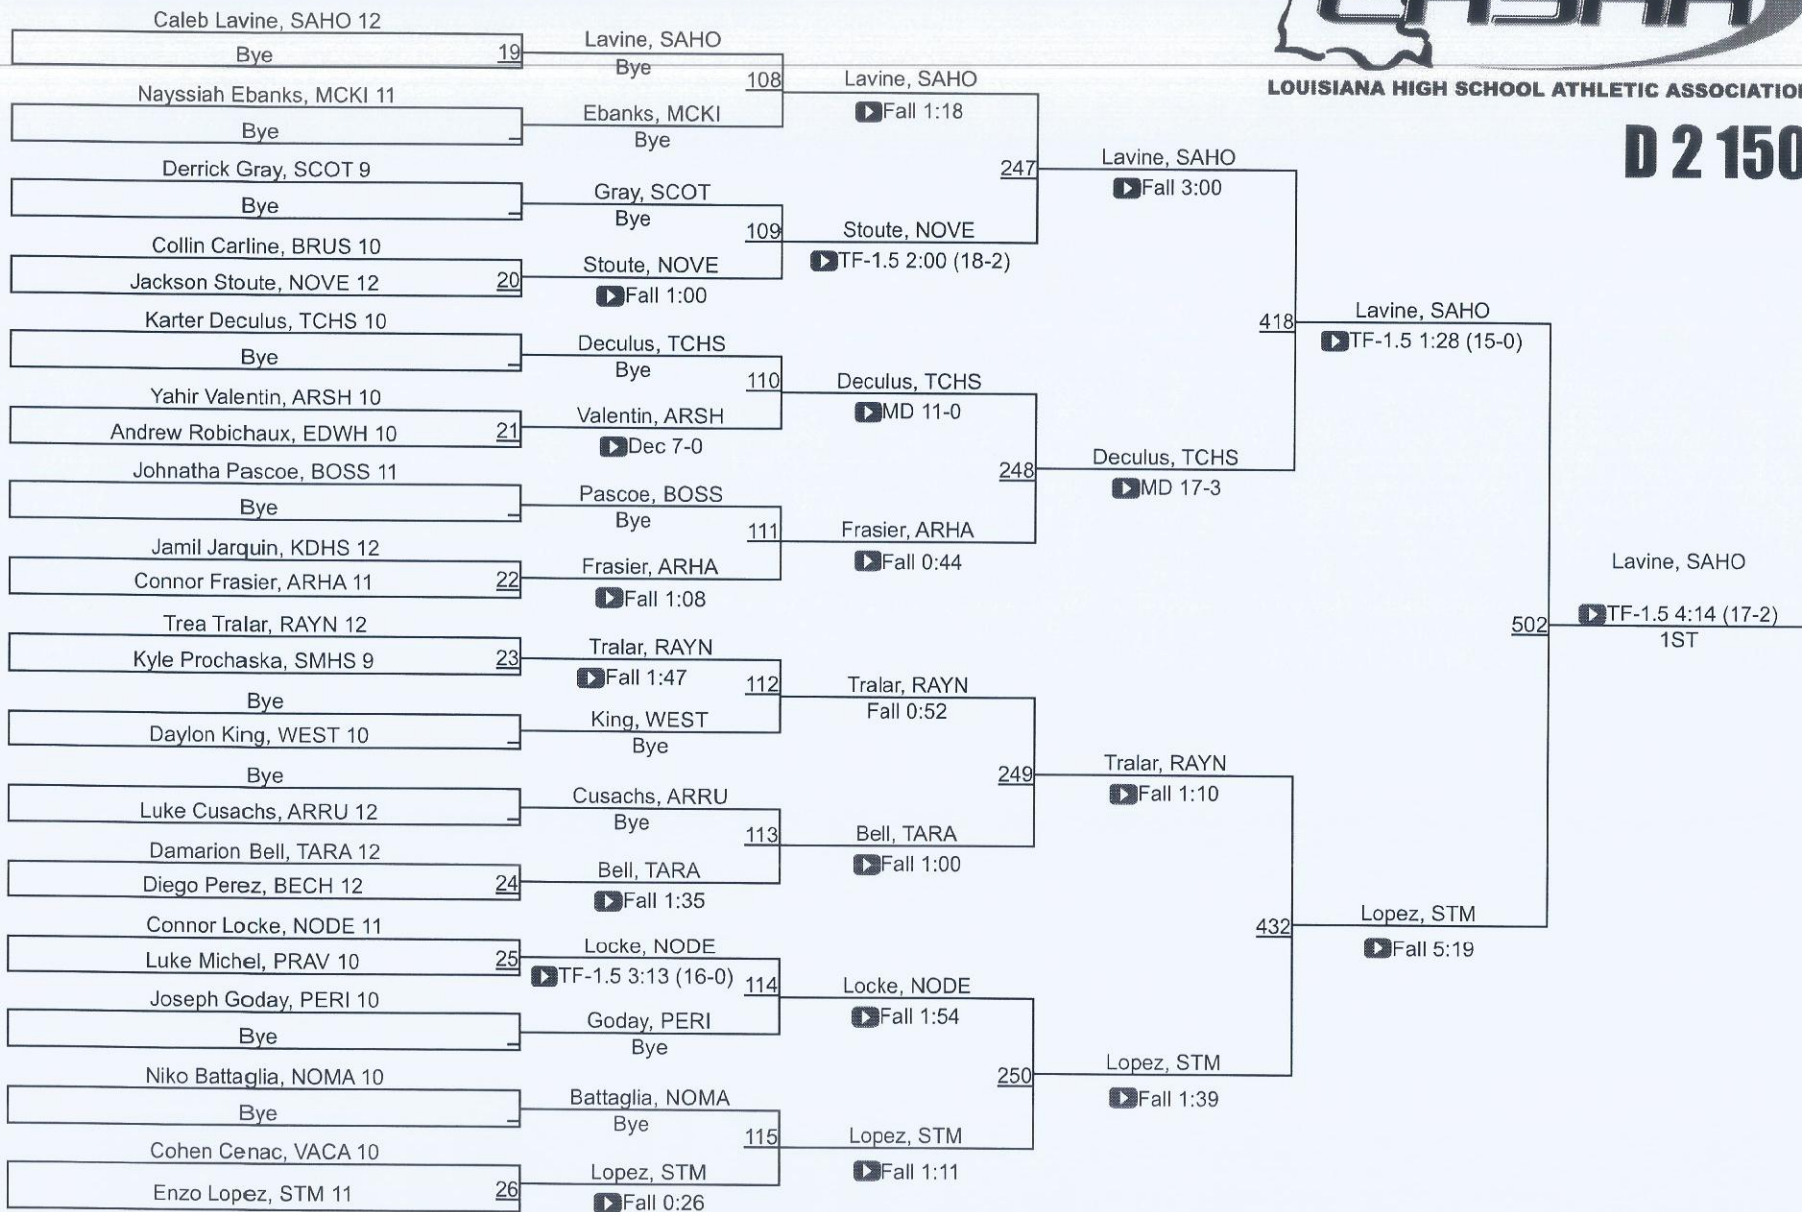 LHSAA
LOUISIANA HIGH SCHOOL ATHLETIC ASSOCIATION
D 2 150
Caleb Lavine, SAHO 12
Bye
19
Nayssiah Ebanks, MCKI 11
Bye
Derrick Gray, SCOT 9
Bye
Collin Carline, BRUS 10
Jackson Stoute, NOVE 12
20
Karter Deculus, TCHS 10
Bye
Yahir Valentin, ARSH 10
Andrew Robichaux, EDWH 10
21
Johnatha Pascoe, BOSS 11
Bye
Jamil Jarquin, KDHS 12
Connor Frasier, ARHA 11
22
Trea Tralar, RAYN 12
Kyle Prochaska, SMHS 9
23
Bye
Daylon King, WEST 10
Bye
Luke Cusachs, ARRU 12
Damarion Bell, TARA 12
Diego Perez, BECH 12
24
Connor Locke, NODE 11
Luke Michel, PRAV 10
25
Joseph Goday, PERI 10
Bye
Niko Battaglia, NOMA 10
Bye
Cohen Cenac, VACA 10
Enzo Lopez, STM 11
26
Lavine, SAHO
Bye
108
Ebanks, MCKI
Bye
Gray, SCOT
Bye
109
Stoute, NOVE
Fall 1:00
Deculus, TCHS
Bye
110
Valentin, ARSH
Dec 7-0
Pascoe, BOSS
Bye
111
Frasier, ARHA
Fall 1:08
Tralar, RAYN
Fall 1:47
112
King, WEST
Bye
Cusachs, ARRU
Bye
113
Bell, TARA
Fall 1:35
Locke, NODE
TF-1.5 3:13 (16-0)
114
Goday, PERI
Bye
Battaglia, NOMA
Bye
115
Lopez, STM
Fall 0:26
Lavine, SAHO
Fall 1:18
247
Stoute, NOVE
TF-1.5 2:00 (18-2)
Deculus, TCHS
MD 11-0
248
Frasier, ARHA
Fall 0:44
Tralar, RAYN
Fall 0:52
249
Bell, TARA
Fall 1:00
Locke, NODE
Fall 1:54
250
Lopez, STM
Fall 1:11
Lavine, SAHO
Fall 3:00
418
Deculus, TCHS
MD 17-3
Tralar, RAYN
Fall 1:10
432
Lopez, STM
Fall 1:39
Lavine, SAHO
TF-1.5 1:28 (15-0)
502
Lopez, STM
Fall 5:19
Lavine, SAHO
TF-1.5 4:14 (17-2)
1ST